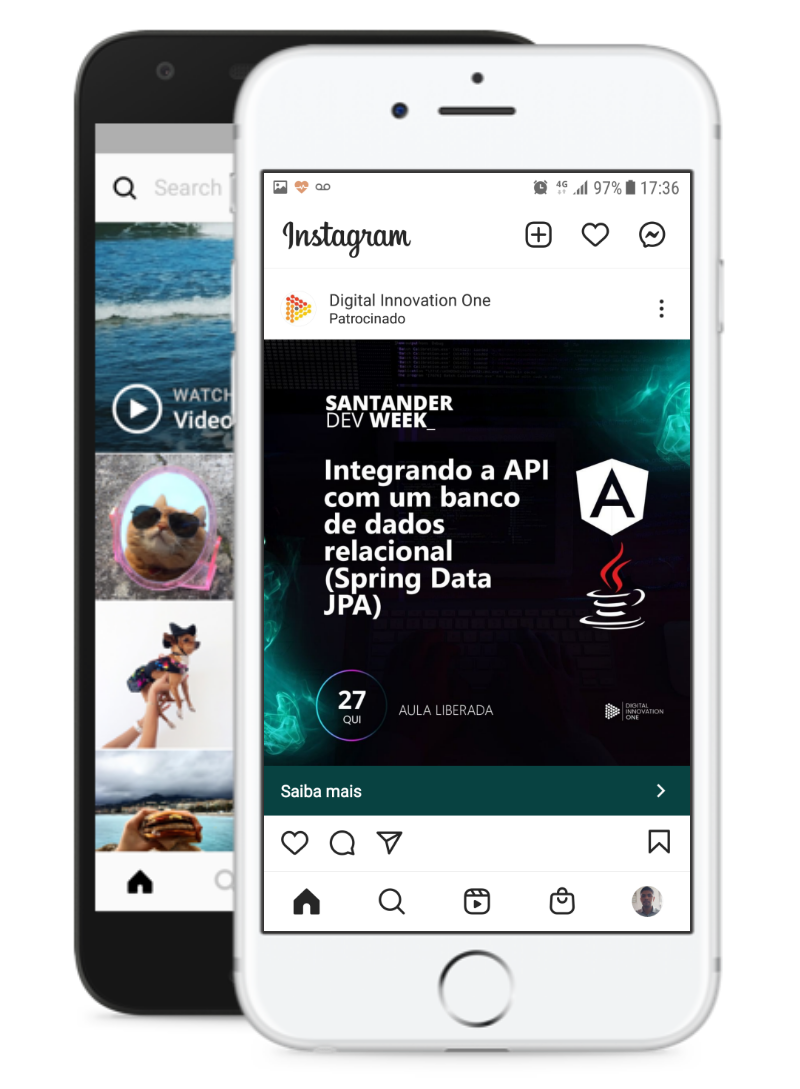 Search
WATCH
Video
4G
97%
17:36
Instagram
Digital Innovation One
Patrocinado
SANTANDER
DEV WEEK_
Integrando a API
com um banco
de dados
relacional
(Spring Data
JPA)
27
QUI
AULA LIBERADA
DIGITAL
INNOVATION
ONE
Saiba mais